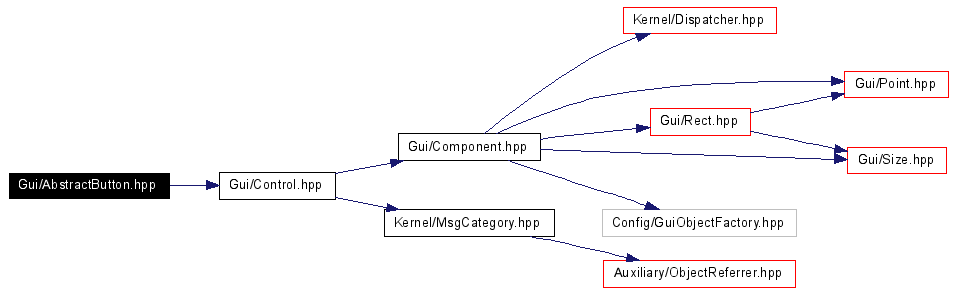 Kernel/Dispatcher.hpp
Gui/Point.hpp
Gui/Rect.hpp
Gui/Component.hpp
Gui/Size.hpp
Gui/AbstractButton.hpp
Gui/Control.hpp
Kernel/MsgCategory.hpp
Config/GuiObjectFactory.hpp
Auxiliary/ObjectReferrer.hpp